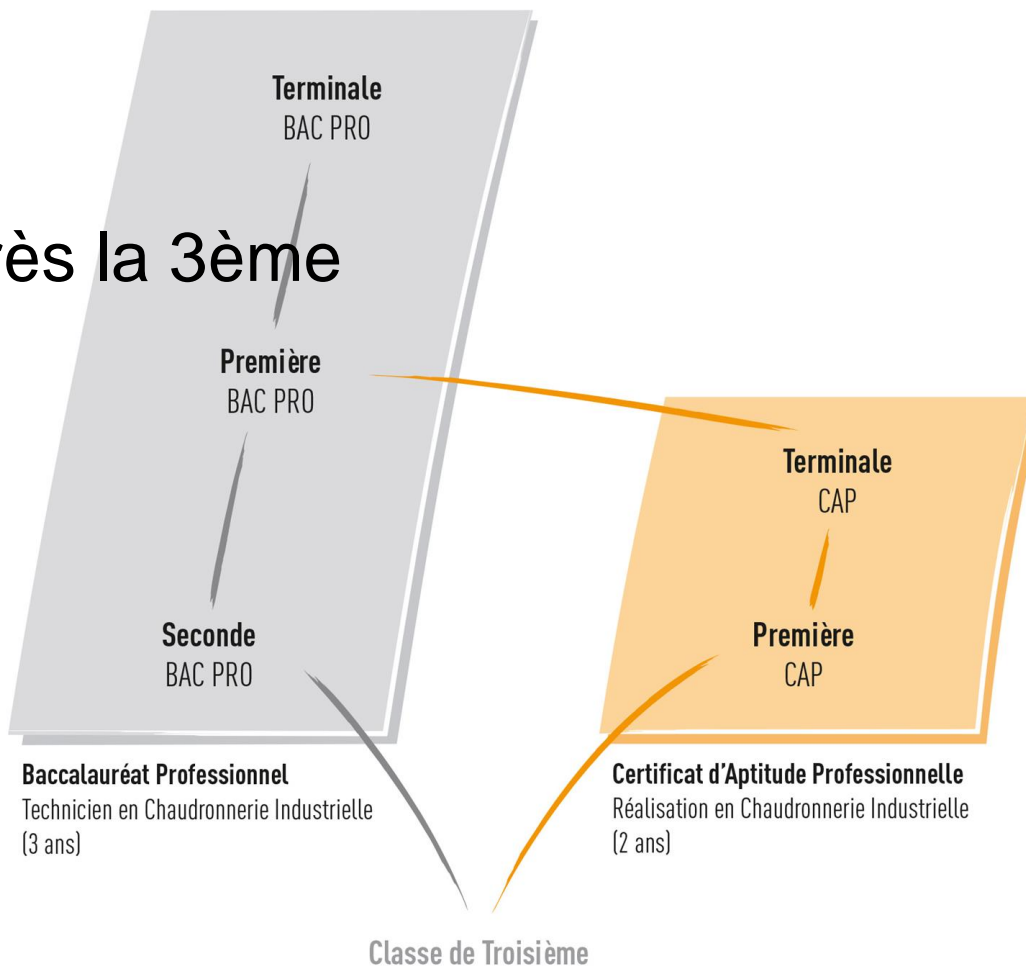 Terminale
BAC PRO
rès la 3ème
Première
BAC PRO
Terminale
CAP
Seconde
BAC PRO
Première
CAP
Baccalauréat Professionnel
Technicien en Chaudronnerie Industrielle
(3 ans)
Certificat d'Aptitude Professionnelle
Réalisation en Chaudronnerie Industrielle
(2 ans)
Classe de Troisième